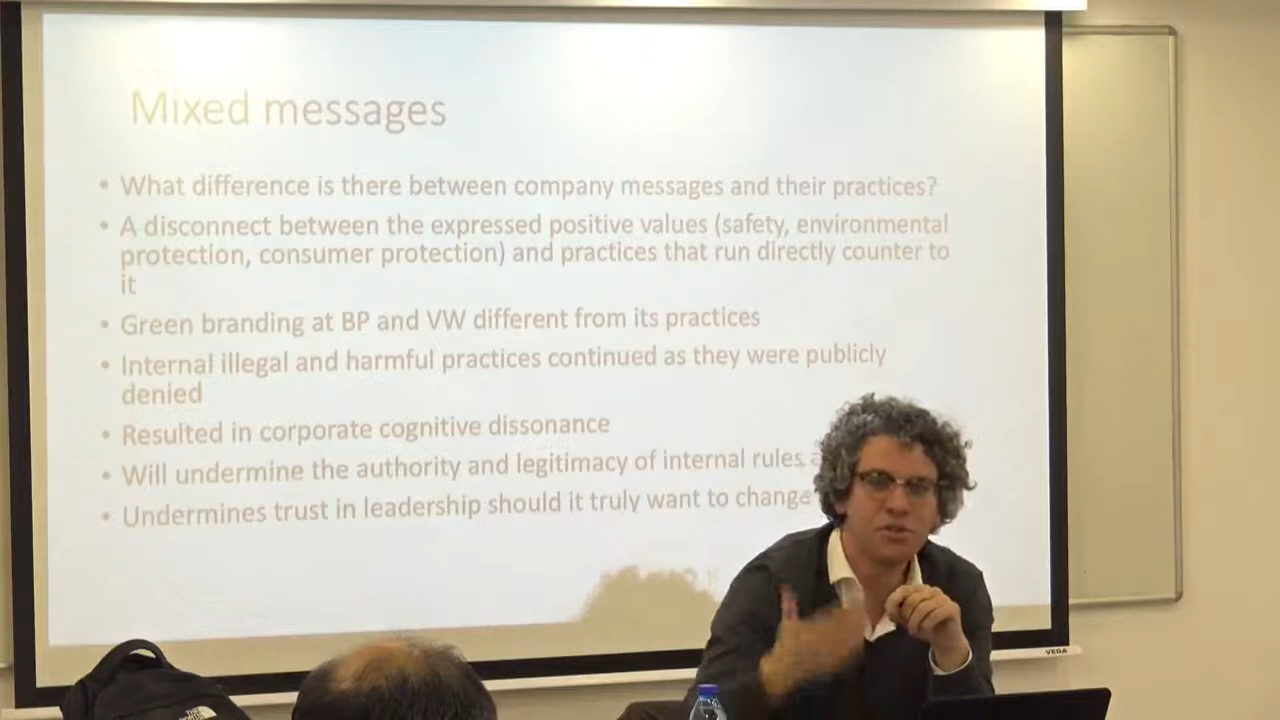 Mixed messages
• What difference is there between company messages and their practices?
• A disconnect between the expressed positive values (safety, environmental
protection, consumer protection) and practices that run directly counter to
it
• Green branding at BP and VW different from its practices
• Internal illegal and harmful practices continued as they were publicly
denied
• Resulted in corporate cognitive dissonance
• Will undermine the authority and legitimacy of internal rules
• Undermines trust in leadership should it truly want to change
VEGA